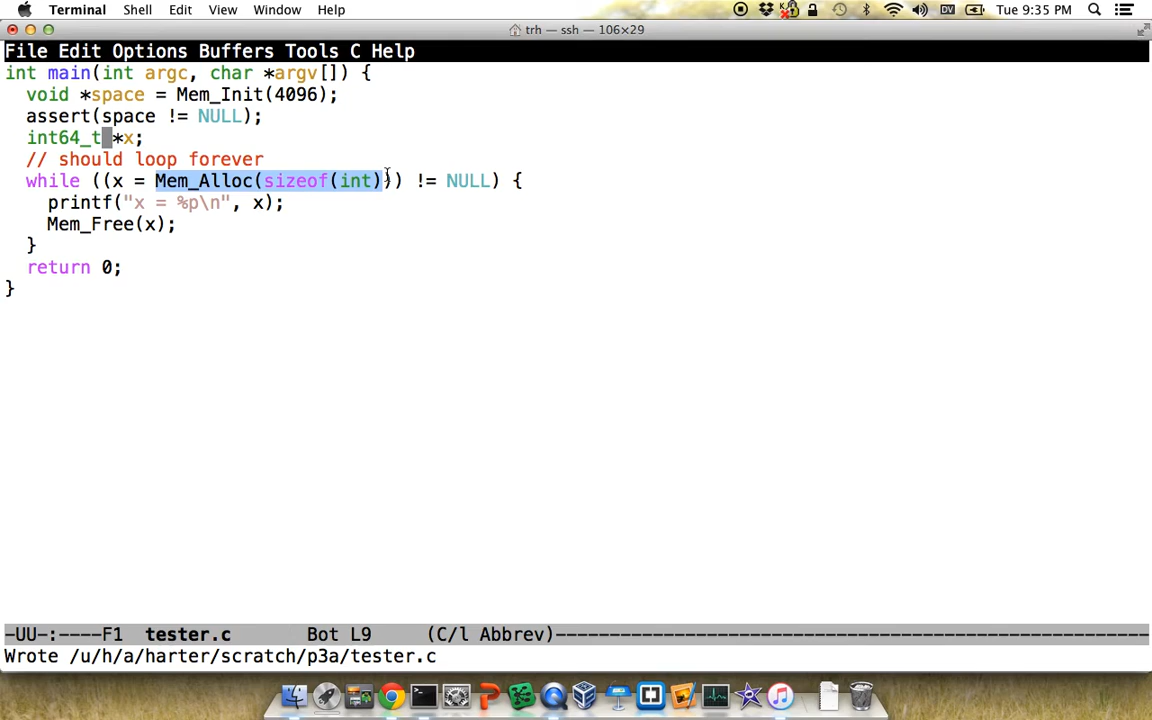 Terminal Shell Edit View Window Help Tue 9:35 PM
trh — ssh — 106×29
File Edit Options Buffers Tools C Help
int main(int argc, char *argv[]) {
  void *space = Mem_Init(4096);
  assert(space != NULL);
  int64_t *x;
  // should loop forever
  while ((x = Mem_Alloc(sizeof(int))) != NULL) {
    printf("x = %p\n", x);
    Mem_Free(x);
  }
  return 0;
}
-UU-:----F1  tester.c       Bot L9     (C/l Abbrev)-------------------------------------------------------
Wrote /u/h/a/harter/scratch/p3a/tester.c